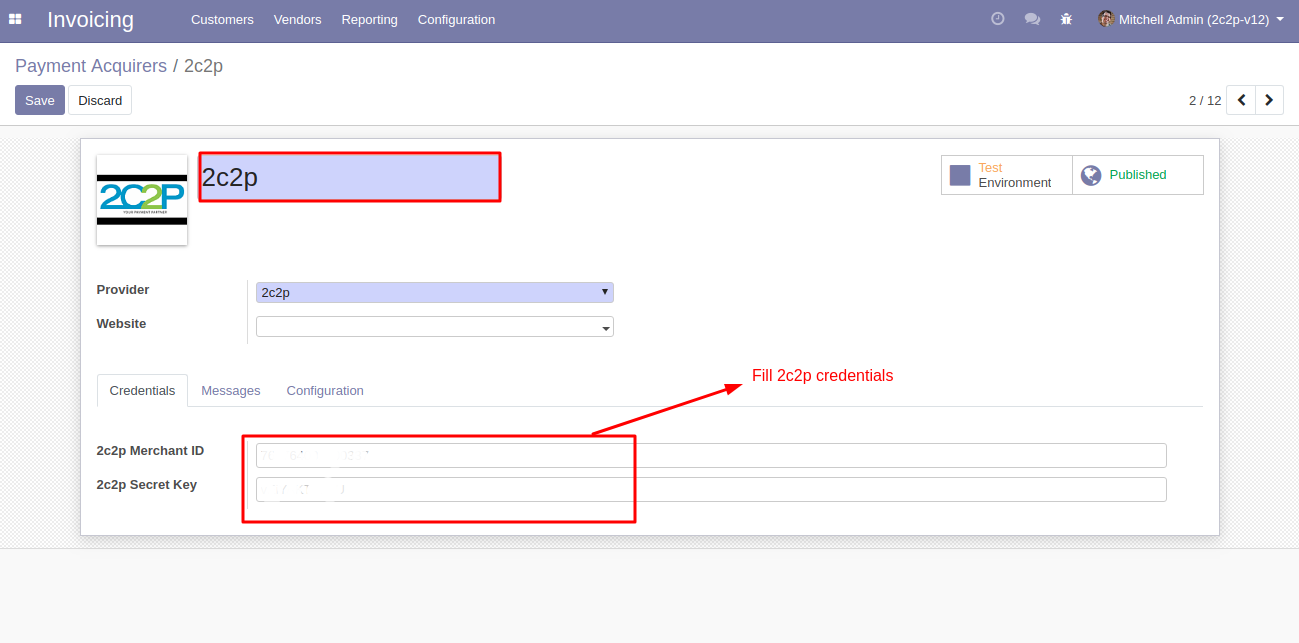 Invoicing Customers Vendors Reporting Configuration Mitchell Admin (2c2p-v12)
Payment Acquirers / 2c2p
Save Discard 2 / 12
2C2P
YOUR PAYMENT PARTNER
2c2p
Test
Environment
Published
Provider 2c2p
Website
Fill 2c2p credentials
Credentials Messages Configuration
2c2p Merchant ID
2c2p Secret Key